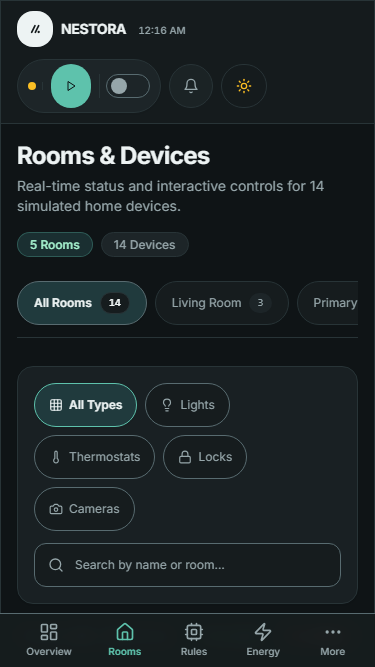 NESTORA 12:16 AM
Rooms & Devices
Real-time status and interactive controls for 14
simulated home devices.
5 Rooms 14 Devices
All Rooms 14 Living Room 3 Primary
All Types Lights
Thermostats Locks
Cameras
Search by name or room...
Overview Rooms Rules Energy More